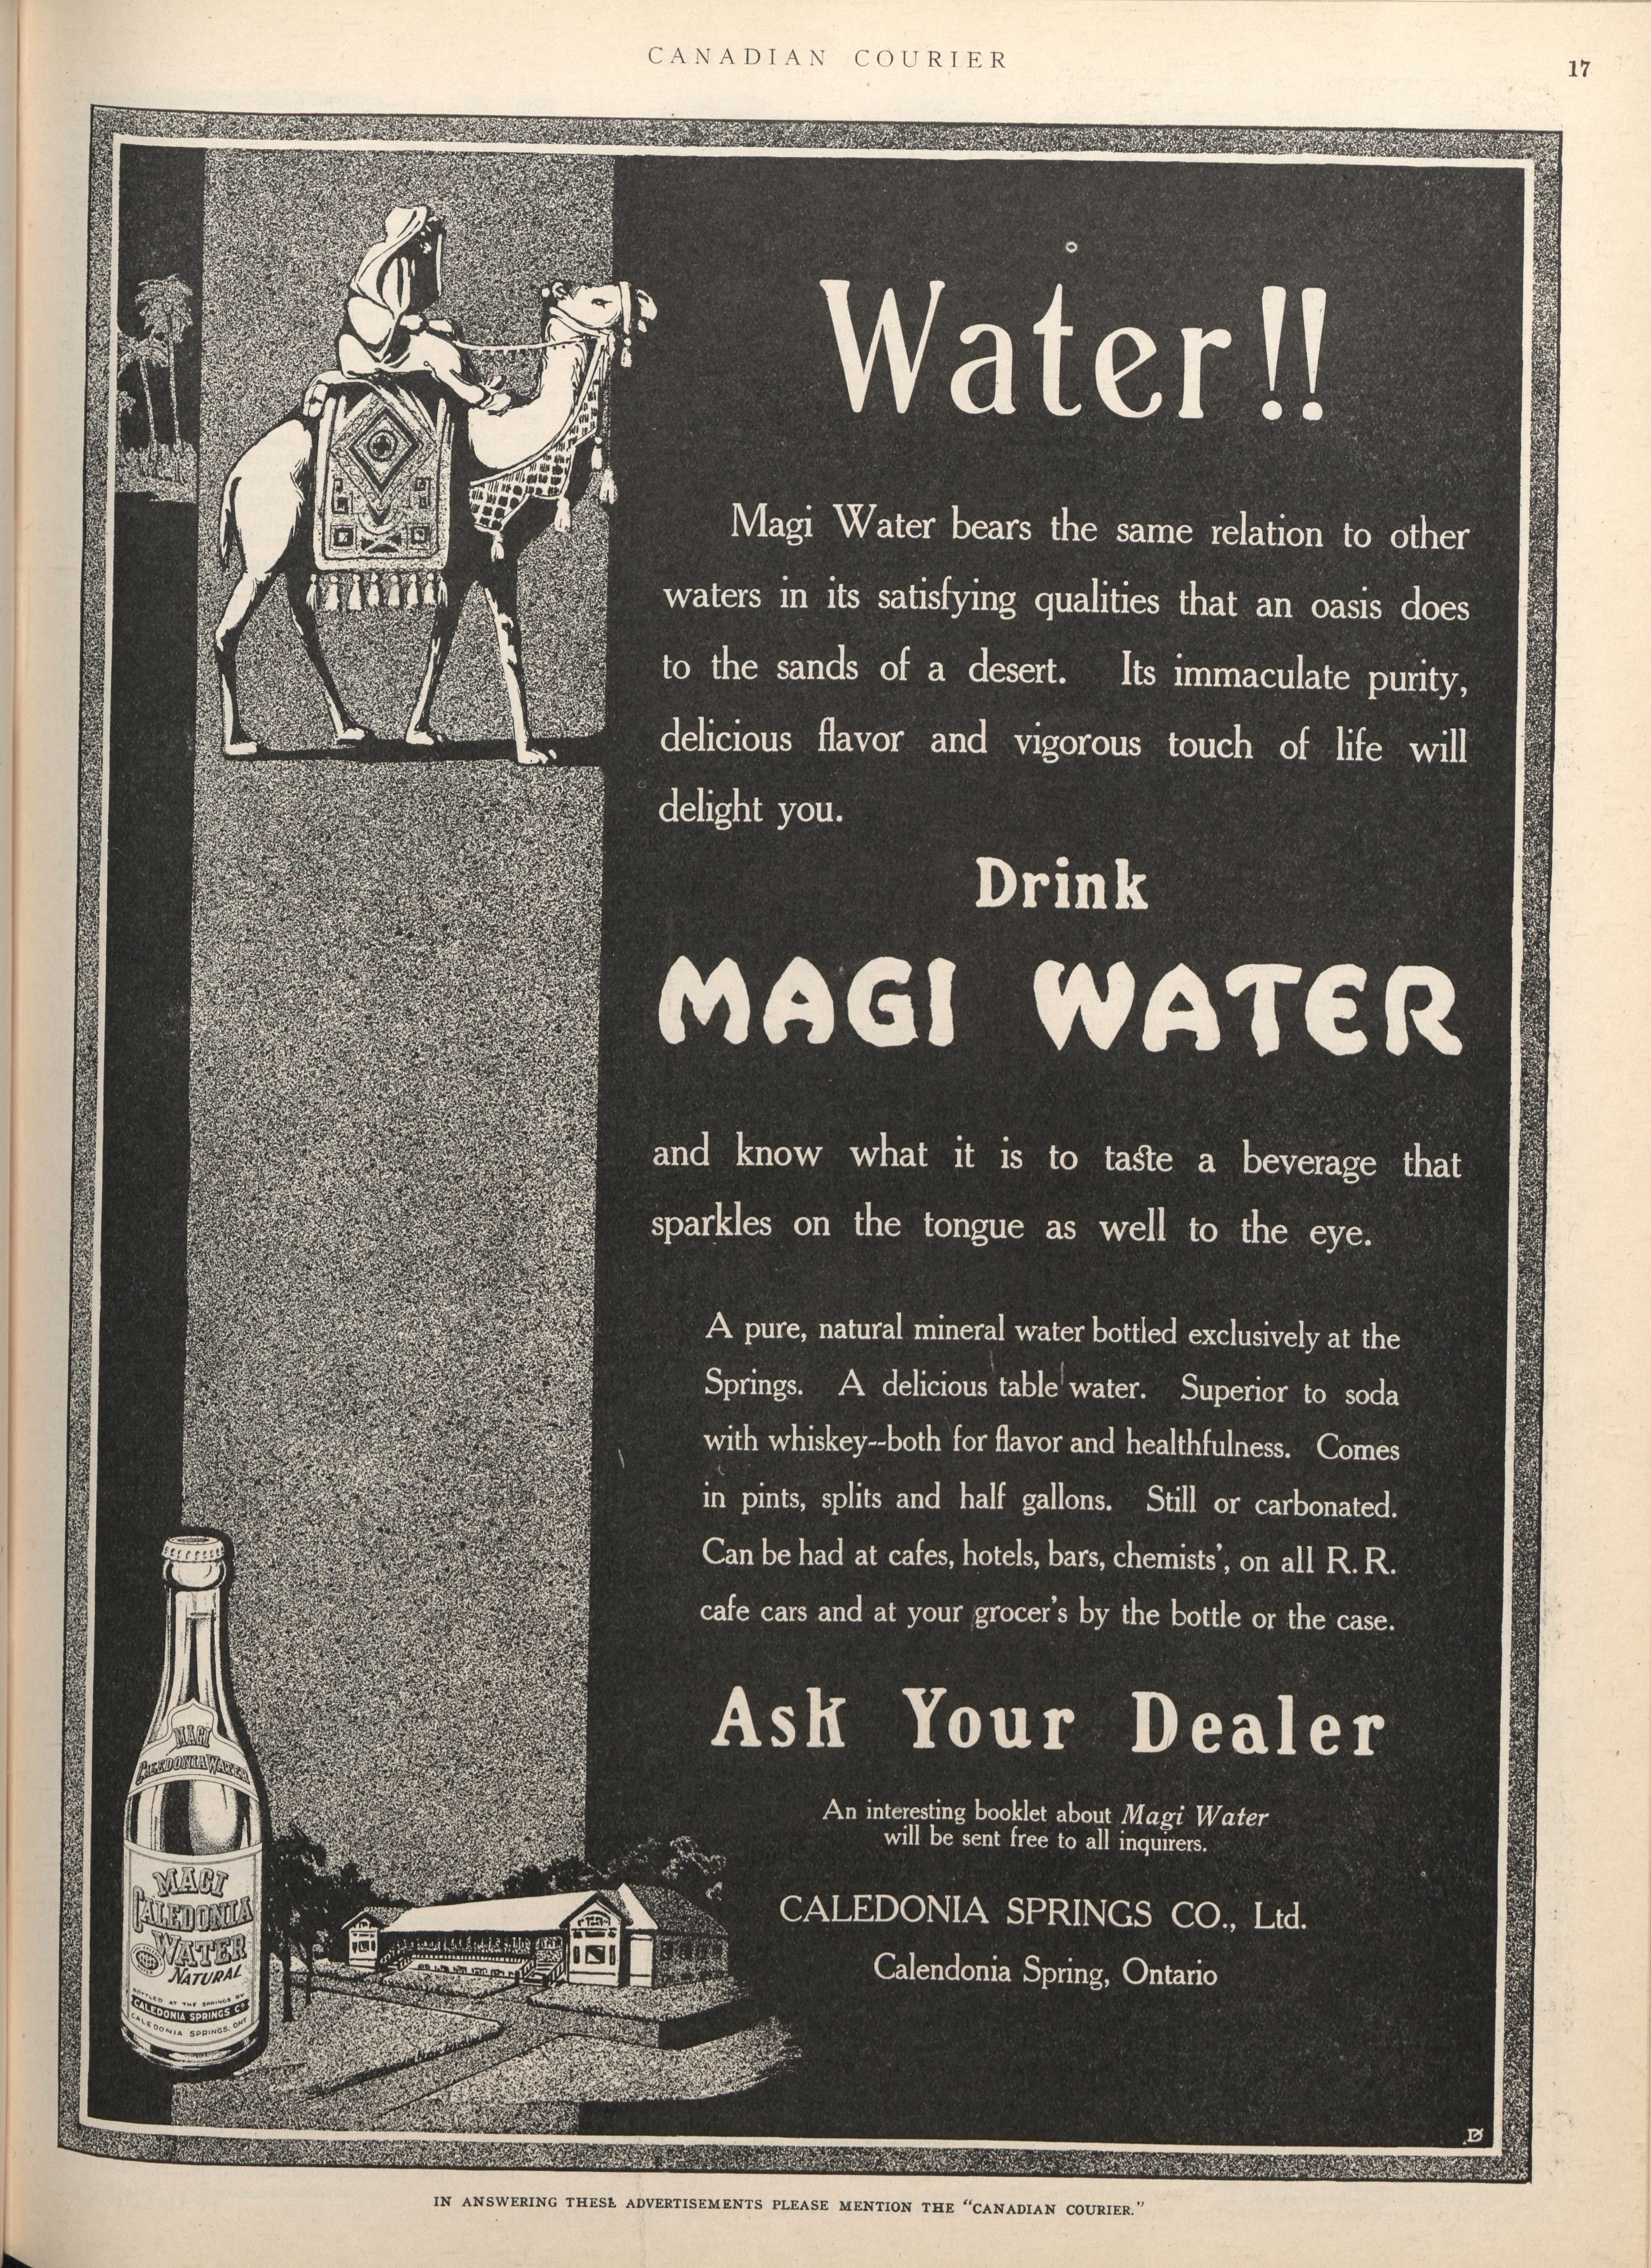 CANADIAN COURIER
17
Water!!
Magi Water bears the same relation to other
waters in its satisfying qualities that an oasis does
to the sands of a desert. Its immaculate purity,
delicious flavor and vigorous touch of life will
delight you.
Drink
MAGI WATER
and know what it is to taste a beverage that
sparkles on the tongue as well to the eye.
A pure, natural mineral water bottled exclusively at the
Springs. A delicious table water. Superior to soda
with whiskey--both for flavor and healthfulness. Comes
in pints, splits and half gallons. Still or carbonated.
Can be had at cafes, hotels, bars, chemists', on all R. R.
cafe cars and at your grocer's by the bottle or the case.
Ask Your Dealer
An interesting booklet about Magi Water
will be sent free to all inquirers.
CALEDONIA SPRINGS CO., Ltd.
Calendonia Spring, Ontario
MAGI
CALEDONIA WATER
MAGI
CALEDONIA
WATER
NATURAL
BOTTLED AT THE SPRINGS BY
CALEDONIA SPRINGS Co
CALEDONIA SPRINGS, ONT
IN ANSWERING THESE ADVERTISEMENTS PLEASE MENTION THE "CANADIAN COURIER."